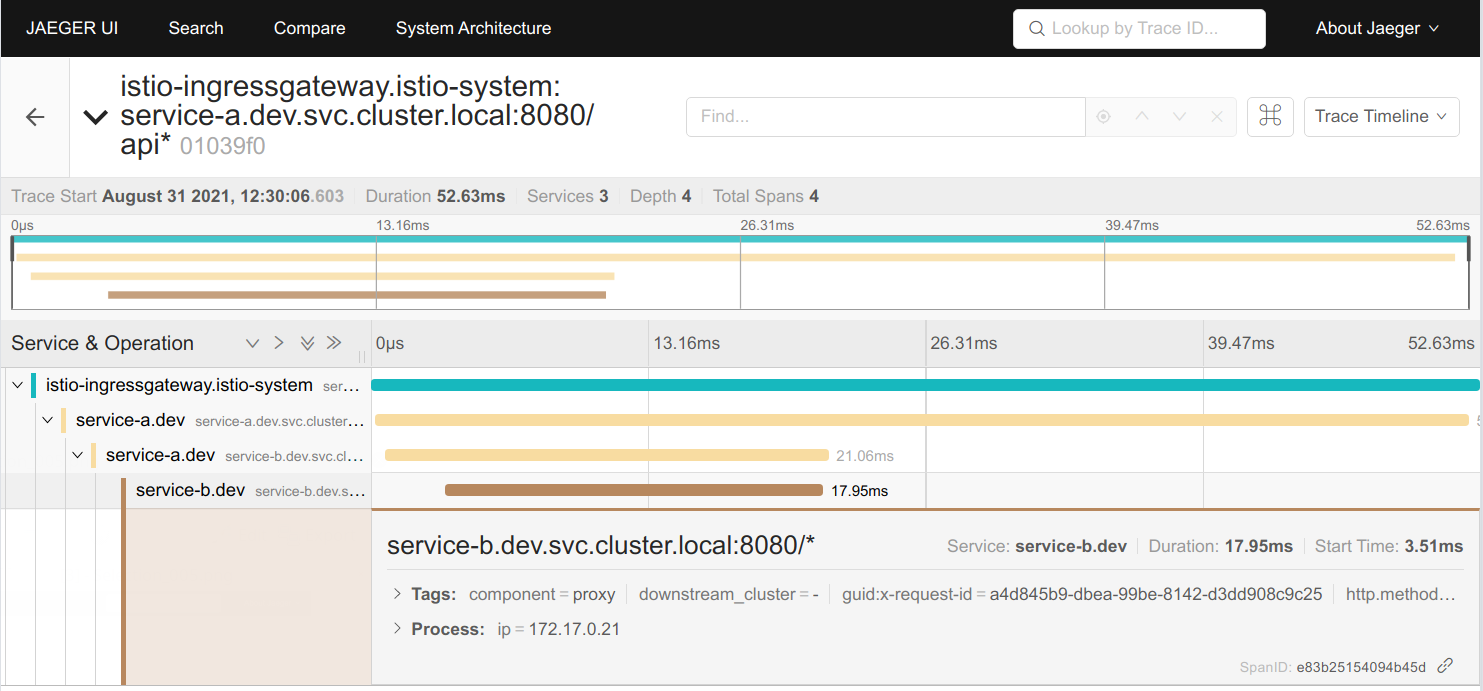 JAEGER UI Search Compare System Architecture Lookup by Trace ID... About Jaeger
istio-ingressgateway.istio-system:
service-a.dev.svc.cluster.local:8080/
api* 01039f0
Find... Trace Timeline
Trace Start August 31 2021, 12:30:06.603 Duration 52.63ms Services 3 Depth 4 Total Spans 4
0μs 13.16ms 26.31ms 39.47ms 52.63ms
Service & Operation 0μs 13.16ms 26.31ms 39.47ms 52.63ms
istio-ingressgateway.istio-system ser...
service-a.dev service-a.dev.svc.cluster...
service-a.dev service-b.dev.svc.cl... 21.06ms
service-b.dev service-b.dev.s... 17.95ms
service-b.dev.svc.cluster.local:8080/* Service: service-b.dev Duration: 17.95ms Start Time: 3.51ms
Tags: component = proxy downstream_cluster = - guid:x-request-id = a4d845b9-dbea-99be-8142-d3dd908c9c25 http.method...
Process: ip = 172.17.0.21
SpanID: e83b25154094b45d